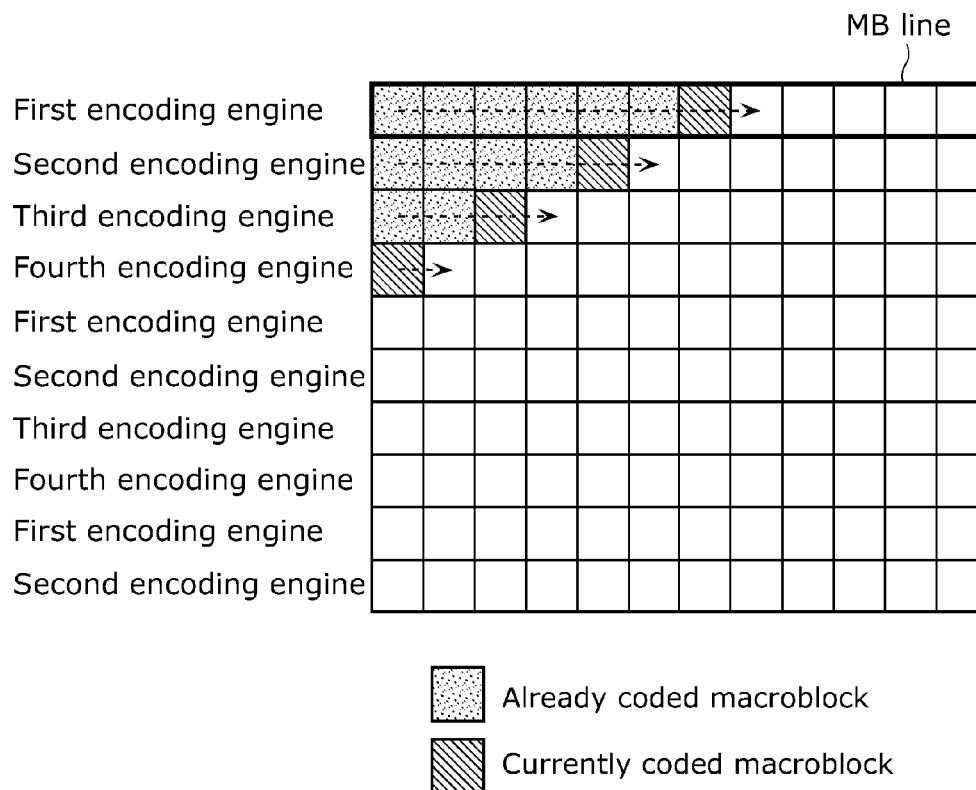 MB line
First encoding engine
Second encoding engine
Third encoding engine
Fourth encoding engine
First encoding engine
Second encoding engine
Third encoding engine
Fourth encoding engine
First encoding engine
Second encoding engine
Already coded macroblock
Currently coded macroblock